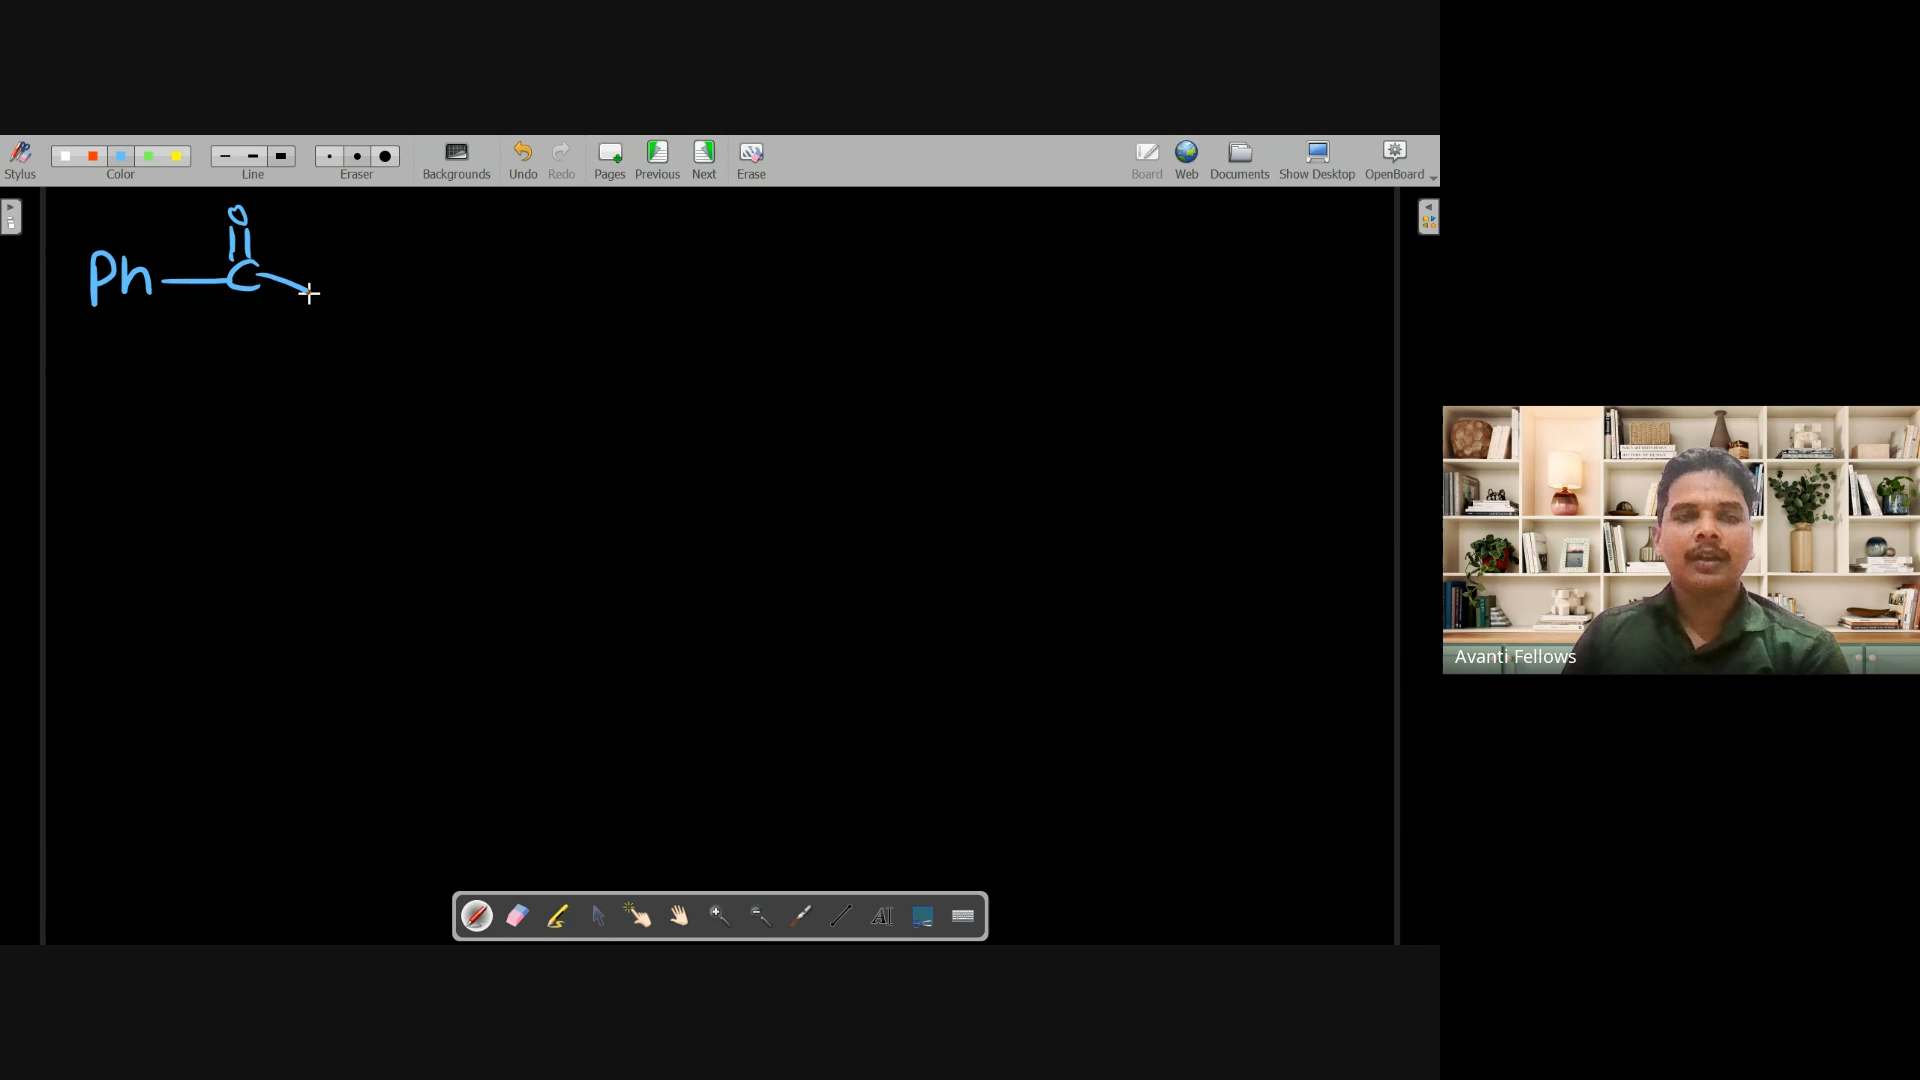 Stylus Color Line Eraser Backgrounds Undo Redo Pages Previous Next Erase Board Web Documents Show Desktop OpenBoard
O
Ph C
Avanti Fellows
AI